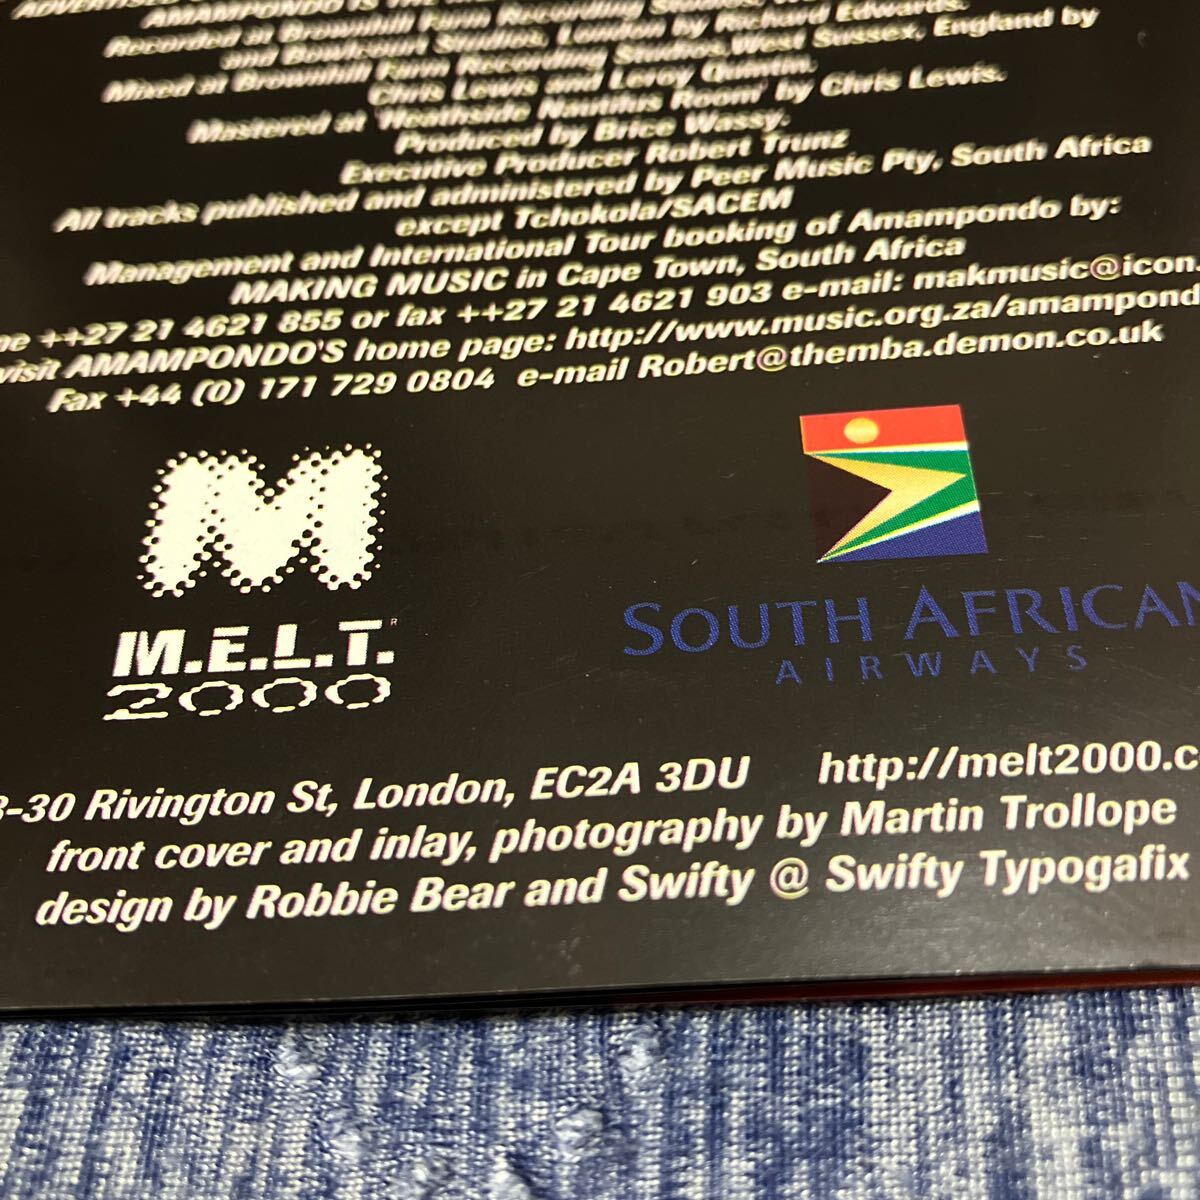 AMAMPONDO IS THE
Recorded at Brownhill Farm Recording Studios,
and Bowtcourt Studios, London by Richard Edwards.
Mixed at Brownhill Farm Recording Studios, West Sussex, England by
Chris Lewis and Leroy Quintin.
Mastered at 'Heathside Nautilus Room' by Chris Lewis.
Produced by Brice Wassy.
Executive Producer Robert Trunz
All tracks published and administered by Peer Music Pty, South Africa
except Tchokola/SACEM
Management and International Tour booking of Amampondo by:
MAKING MUSIC in Cape Town, South Africa
++27 21 4621 855 or fax ++27 21 4621 903 e-mail: makmusic@icon.
visit AMAMPONDO'S home page: http://www.music.org.za/amampond
Fax +44 (0) 171 729 0804 e-mail Robert@themba.demon.co.uk
M.E.L.T.®
2000
SOUTH AFRICAN
AIRWAYS
-30 Rivington St, London, EC2A 3DU http://melt2000.c
front cover and inlay, photography by Martin Trollope
design by Robbie Bear and Swifty @ Swifty Typogafix